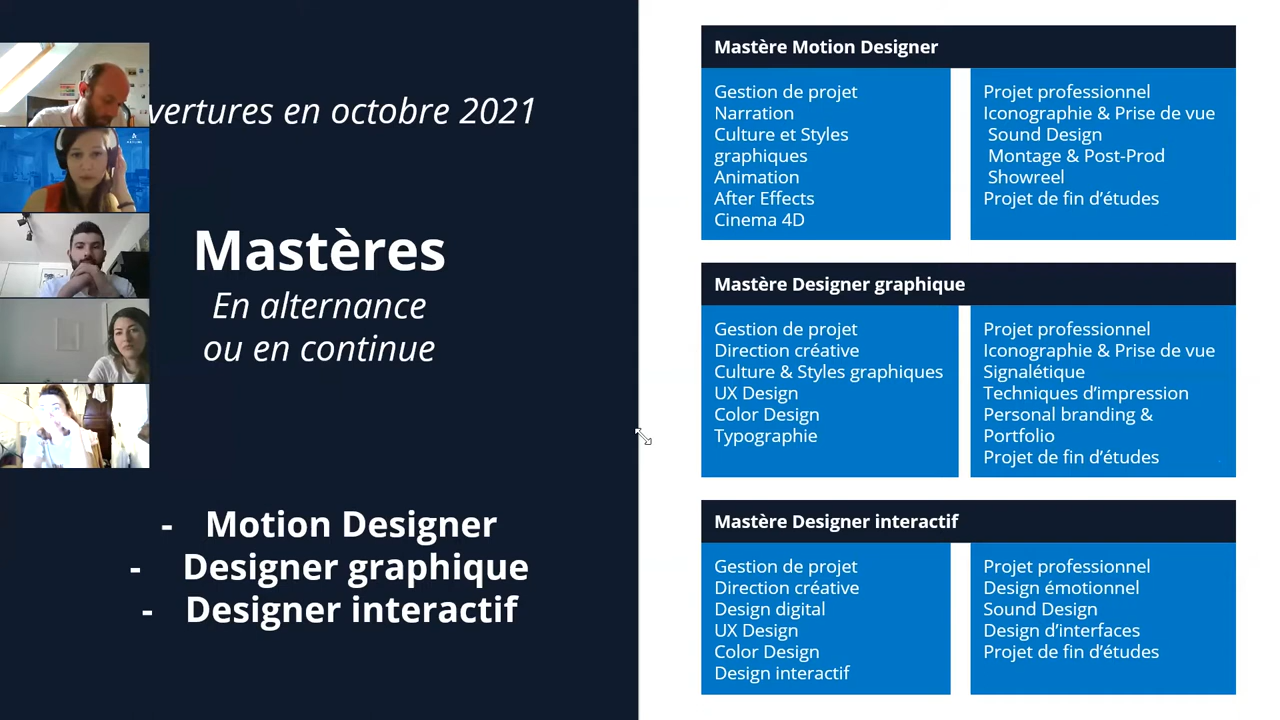 vertures en octobre 2021
Mastères
En alternance
ou en continue
- Motion Designer
- Designer graphique
- Designer interactif
Mastère Motion Designer
Gestion de projet
Narration
Culture et Styles
graphiques
Animation
After Effects
Cinema 4D
Projet professionnel
Iconographie & Prise de vue
Sound Design
Montage & Post-Prod
Showreel
Projet de fin d’études
Mastère Designer graphique
Gestion de projet
Direction créative
Culture & Styles graphiques
UX Design
Color Design
Typographie
Projet professionnel
Iconographie & Prise de vue
Signalétique
Techniques d’impression
Personal branding &
Portfolio
Projet de fin d’études
Mastère Designer interactif
Gestion de projet
Direction créative
Design digital
UX Design
Color Design
Design interactif
Projet professionnel
Design émotionnel
Sound Design
Design d’interfaces
Projet de fin d’études